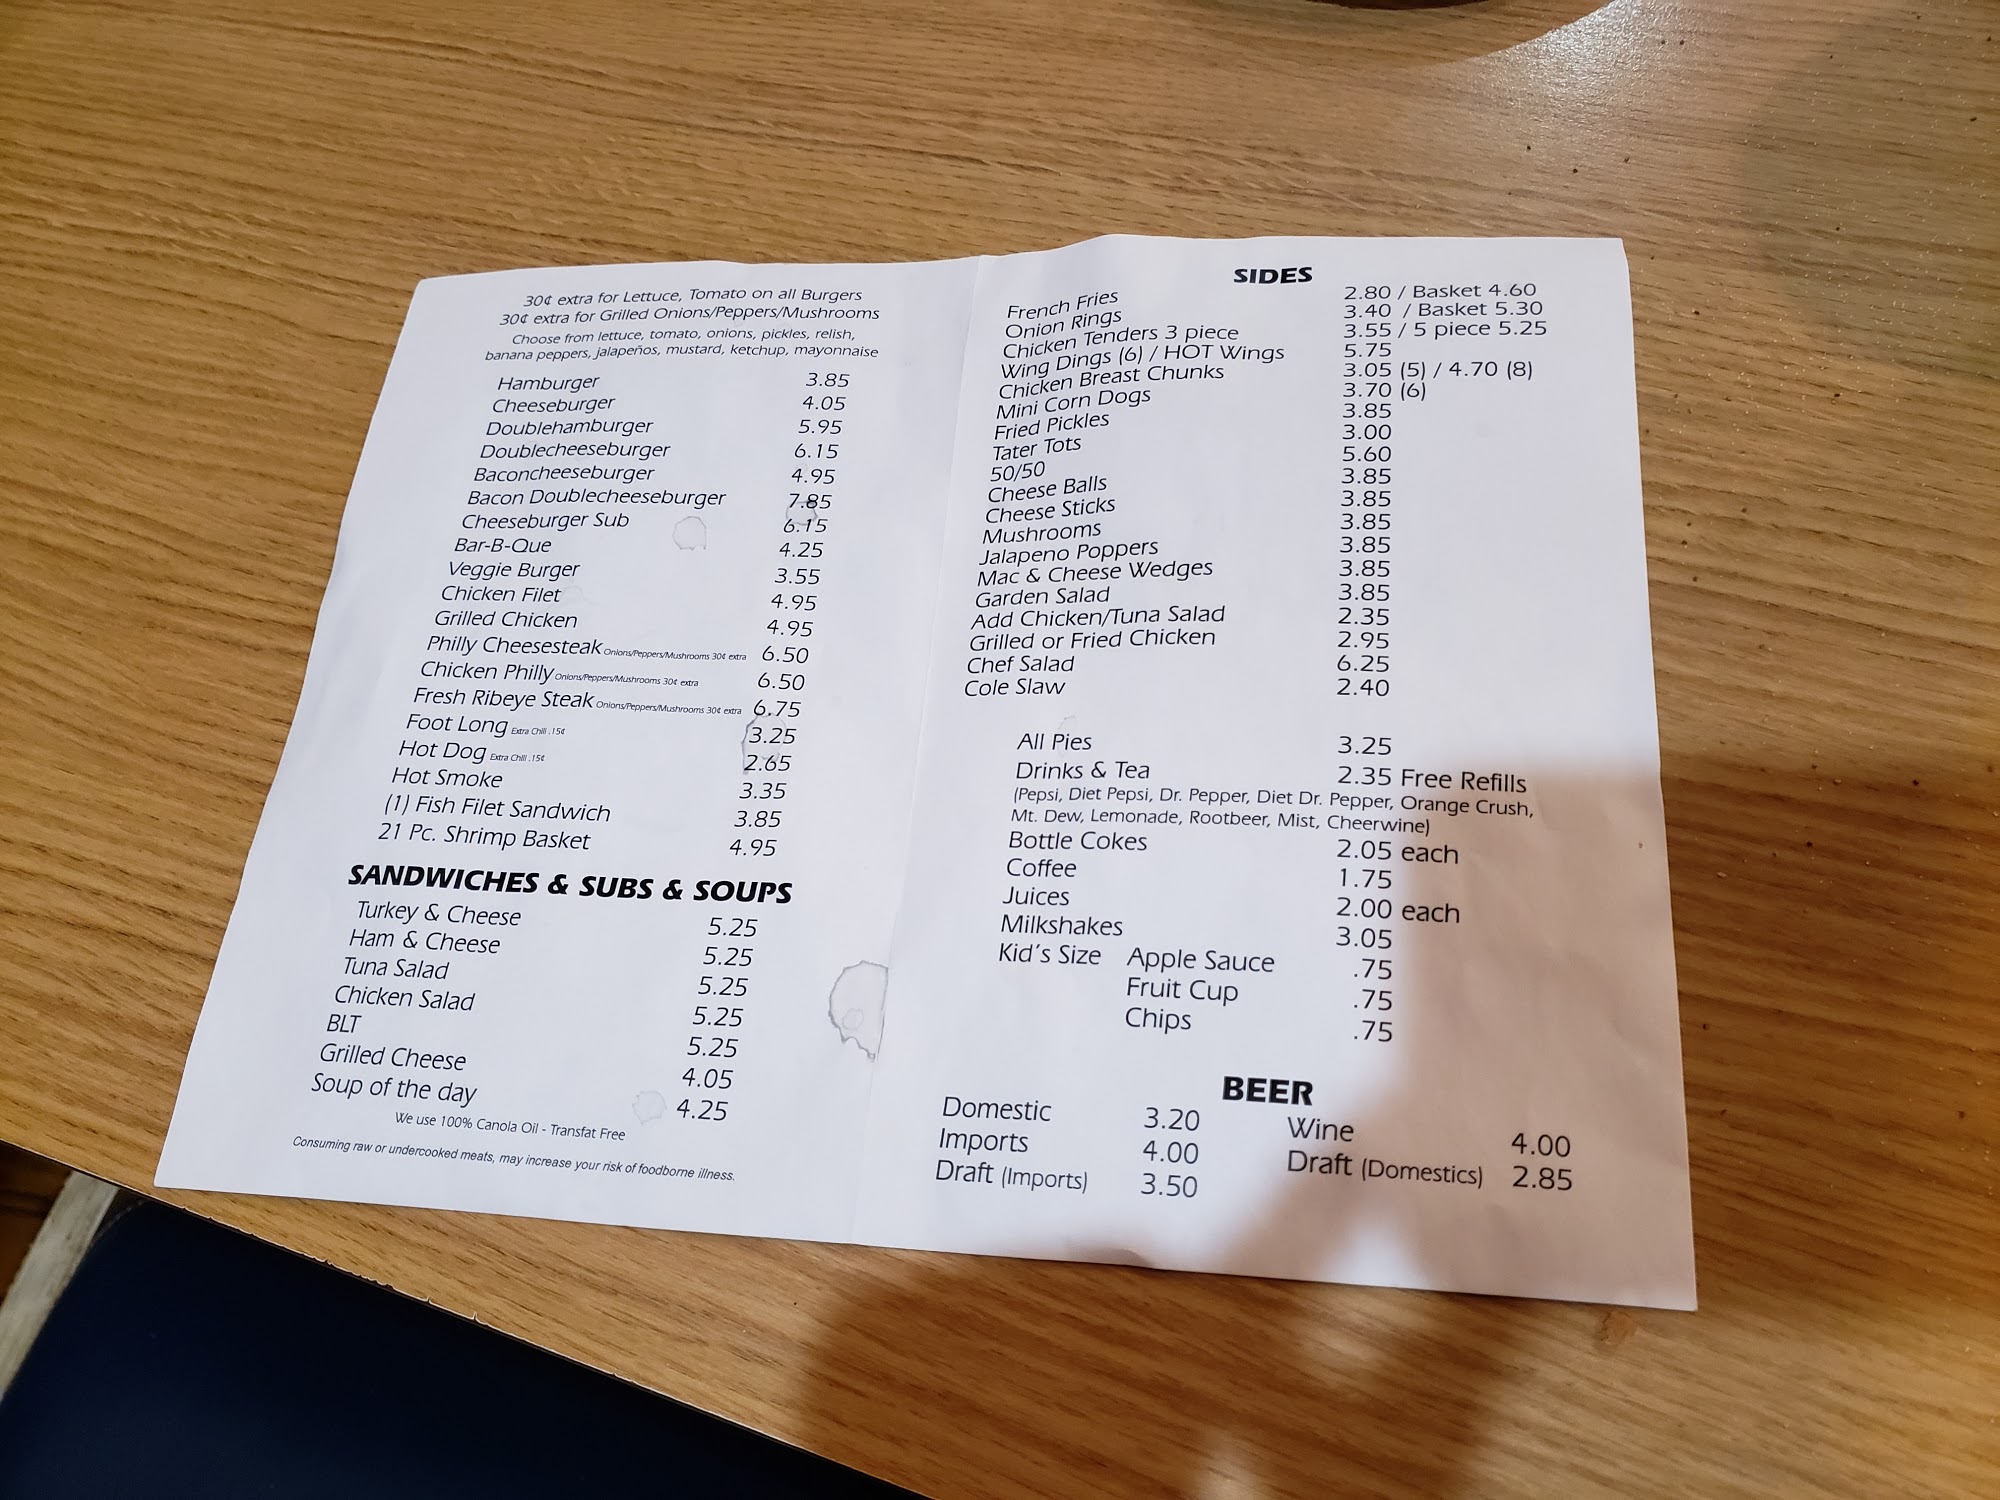 30¢ extra for Lettuce, Tomato on all Burgers
30¢ extra for Grilled Onions/Peppers/Mushrooms
Choose from lettuce, tomato, onions, pickles, relish,
banana peppers, jalapeños, mustard, ketchup, mayonnaise
Hamburger 3.85
Cheeseburger 4.05
Doublehamburger 5.95
Doublecheeseburger 6.15
Baconcheeseburger 4.95
Bacon Doublecheeseburger 7.85
Cheeseburger Sub 6.15
Bar-B-Que 4.25
Veggie Burger 3.55
Chicken Filet 4.95
Grilled Chicken 4.95
Philly Cheesesteak Onions/Peppers/Mushrooms 30¢ extra 6.50
Chicken Philly Onions/Peppers/Mushrooms 30¢ extra 6.50
Fresh Ribeye Steak Onions/Peppers/Mushrooms 30¢ extra 6.75
Foot Long Extra Chili .15¢ 3.25
Hot Dog Extra Chili .15¢ 2.65
Hot Smoke 3.35
(1) Fish Filet Sandwich 3.85
21 Pc. Shrimp Basket 4.95
SANDWICHES & SUBS & SOUPS
Turkey & Cheese 5.25
Ham & Cheese 5.25
Tuna Salad 5.25
Chicken Salad 5.25
BLT 5.25
Grilled Cheese 4.05
Soup of the day 4.25
We use 100% Canola Oil - Transfat Free
Consuming raw or undercooked meats, may increase your risk of foodborne illness.
SIDES
French Fries 2.80 / Basket 4.60
Onion Rings 3.40 / Basket 5.30
Chicken Tenders 3 piece 3.55 / 5 piece 5.25
Wing Dings (6) / HOT Wings 5.75
Chicken Breast Chunks 3.05 (5) / 4.70 (8)
Mini Corn Dogs 3.70 (6)
Fried Pickles 3.85
Tater Tots 3.00
50/50 5.60
Cheese Balls 3.85
Cheese Sticks 3.85
Mushrooms 3.85
Jalapeno Poppers 3.85
Mac & Cheese Wedges 3.85
Garden Salad 3.85
Add Chicken/Tuna Salad 2.35
Grilled or Fried Chicken 2.95
Chef Salad 6.25
Cole Slaw 2.40
All Pies 3.25
Drinks & Tea 2.35 Free Refills
(Pepsi, Diet Pepsi, Dr. Pepper, Diet Dr. Pepper, Orange Crush,
Mt. Dew, Lemonade, Rootbeer, Mist, Cheerwine)
Bottle Cokes 2.05 each
Coffee 1.75
Juices 2.00 each
Milkshakes 3.05
Kid's Size Apple Sauce .75
Fruit Cup .75
Chips .75
BEER
Domestic 3.20 Wine 4.00
Imports 4.00 Draft (Domestics) 2.85
Draft (Imports) 3.50